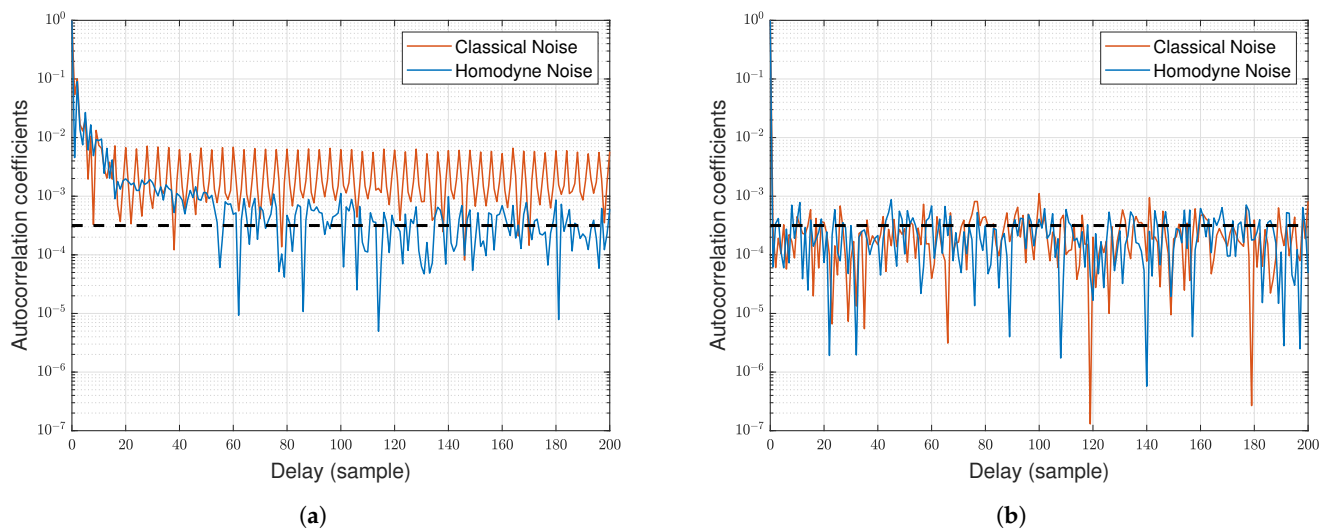 10^0
10^-1
10^-2
10^-3
10^-4
10^-5
10^-6
10^-7
Autocorrelation coefficients
Classical Noise
Homodyne Noise
0 20 40 60 80 100 120 140 160 180 200
Delay (sample)
(a)
10^0
10^-1
10^-2
10^-3
10^-4
10^-5
10^-6
10^-7
Autocorrelation coefficients
Classical Noise
Homodyne Noise
0 20 40 60 80 100 120 140 160 180 200
Delay (sample)
(b)